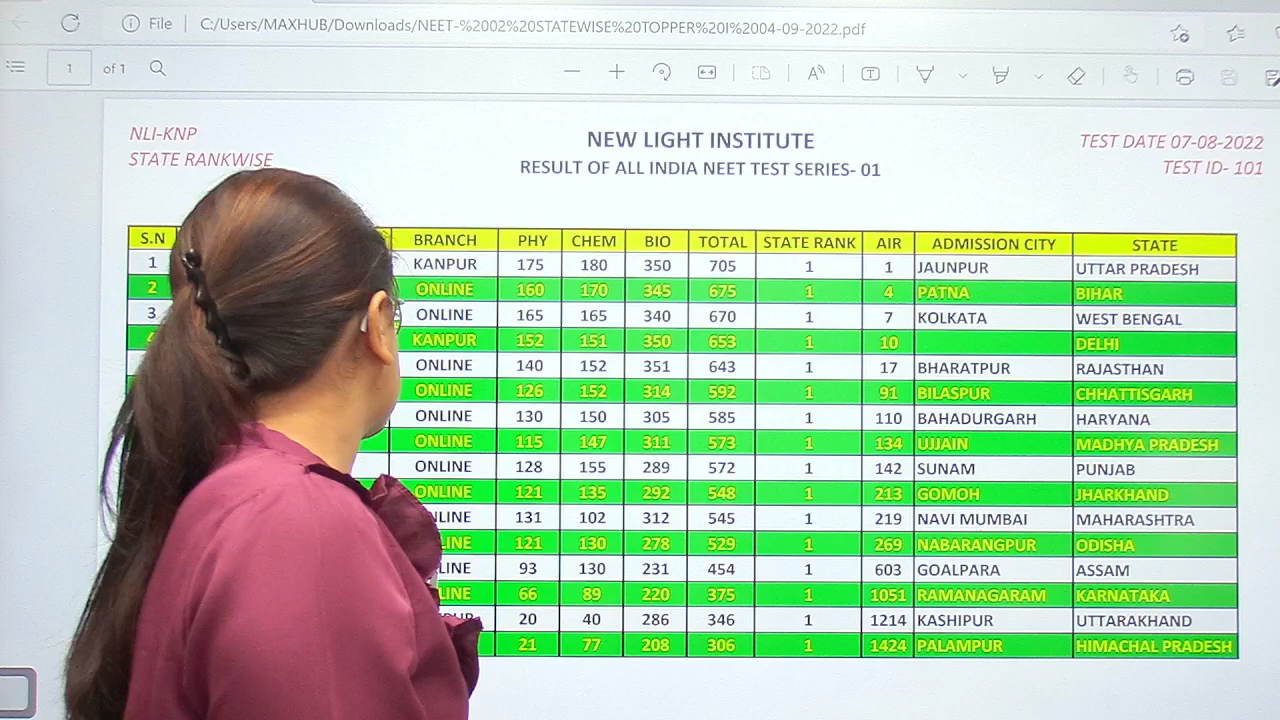 File C:/Users/MAXHUB/Downloads/NEET-%2002%20STATEWISE%20TOPPER%20I%2004-09-2022.pdf
1 of 1
NLI-KNP NEW LIGHT INSTITUTE TEST DATE 07-08-2022
STATE RANKWISE RESULT OF ALL INDIA NEET TEST SERIES- 01 TEST ID- 101
S.N BRANCH PHY CHEM BIO TOTAL STATE RANK AIR ADMISSION CITY STATE
1 KANPUR 175 180 350 705 1 1 JAUNPUR UTTAR PRADESH
2 ONLINE 160 170 345 675 1 4 PATNA BIHAR
3 ONLINE 165 165 340 670 1 7 KOLKATA WEST BENGAL
KANPUR 152 151 350 653 1 10 DELHI
ONLINE 140 152 351 643 1 17 BHARATPUR RAJASTHAN
ONLINE 126 152 314 592 1 91 BILASPUR CHHATTISGARH
ONLINE 130 150 305 585 1 110 BAHADURGARH HARYANA
ONLINE 115 147 311 573 1 134 UJJAIN MADHYA PRADESH
ONLINE 128 155 289 572 1 142 SUNAM PUNJAB
ONLINE 121 135 292 548 1 213 GOMOH JHARKHAND
131 102 312 545 1 219 NAVI MUMBAI MAHARASHTRA
121 130 278 529 1 269 NABARANGPUR ODISHA
93 130 231 454 1 603 GOALPARA ASSAM
66 89 220 375 1 1051 RAMANAGARAM KARNATAKA
20 40 286 346 1 1214 KASHIPUR UTTARAKHAND
21 77 208 306 1 1424 PALAMPUR HIMACHAL PRADESH